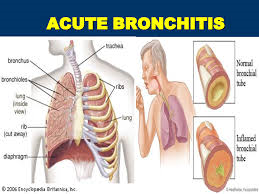 ACUTE BRONCHITIS
trachea
bronchus
bronchioles
lung
(inside
view)
rib
(cut away)
diaphragm
ribs
lung
Normal
bronchial
tube
Inflamed
bronchial
tube
© 2006 Encyclopædia Britannica, Inc.